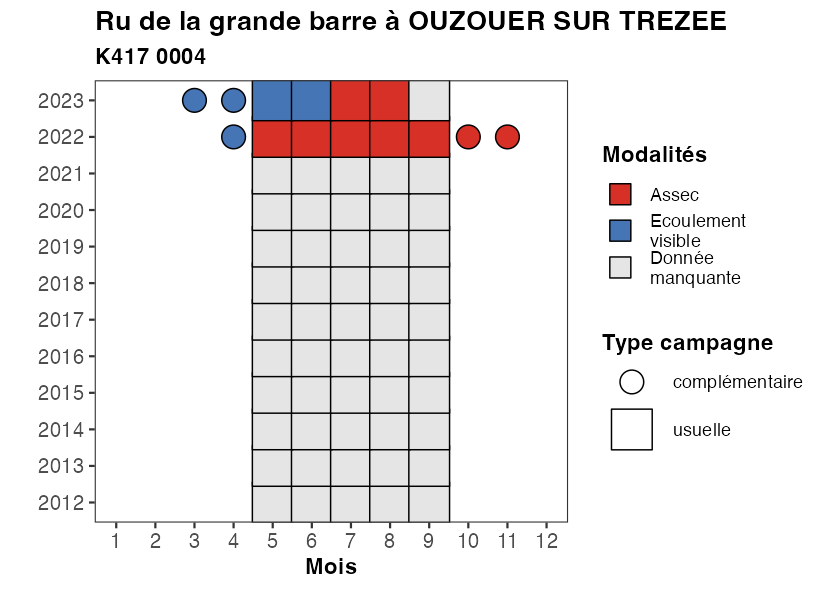 Ru de la grande barre à OUZOUER SUR TREZEE
K417 0004
2023
2022
2021
2020
2019
2018
2017
2016
2015
2014
2013
2012
1 2 3 4 5 6 7 8 9 10 11 12
Mois
Modalités
Assec
Ecoulement
visible
Donnée
manquante
Type campagne
complémentaire
usuelle